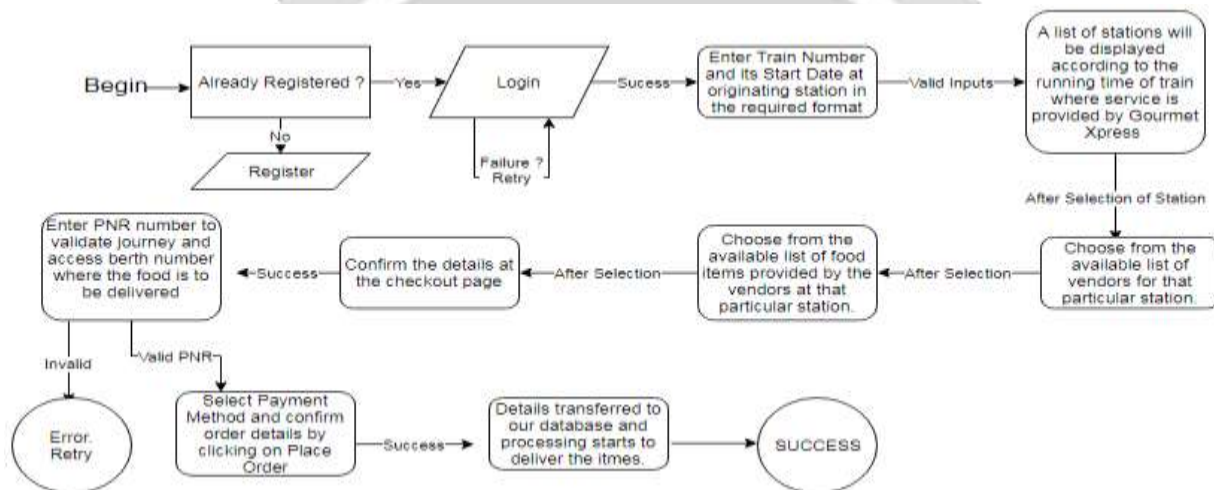 Begin
Already Registered ?
Yes
Login
Sucess
Enter Train Number
and its Start Date at
originating station in
the required format
Valid Inputs
A list of stations will
be displayed
according to the
running time of train
where service is
provided by Gourmet
Xpress
No
Register
Failure ?
Retry
After Selection of Station
Choose from the
available list of
vendors for that
particular station.
After Selection
Choose from the
available list of food
items provided by the
vendors at that
particular station.
After Selection
Confirm the details at
the checkout page
Success
Enter PNR number to
validate journey and
access berth number
where the food is to
be delivered
Invalid
Valid PNR
Error.
Retry
Select Payment
Method and confirm
order details by
clicking on Place
Order
Success
Details transferred to
our database and
processing starts to
deliver the itmes.
SUCCESS